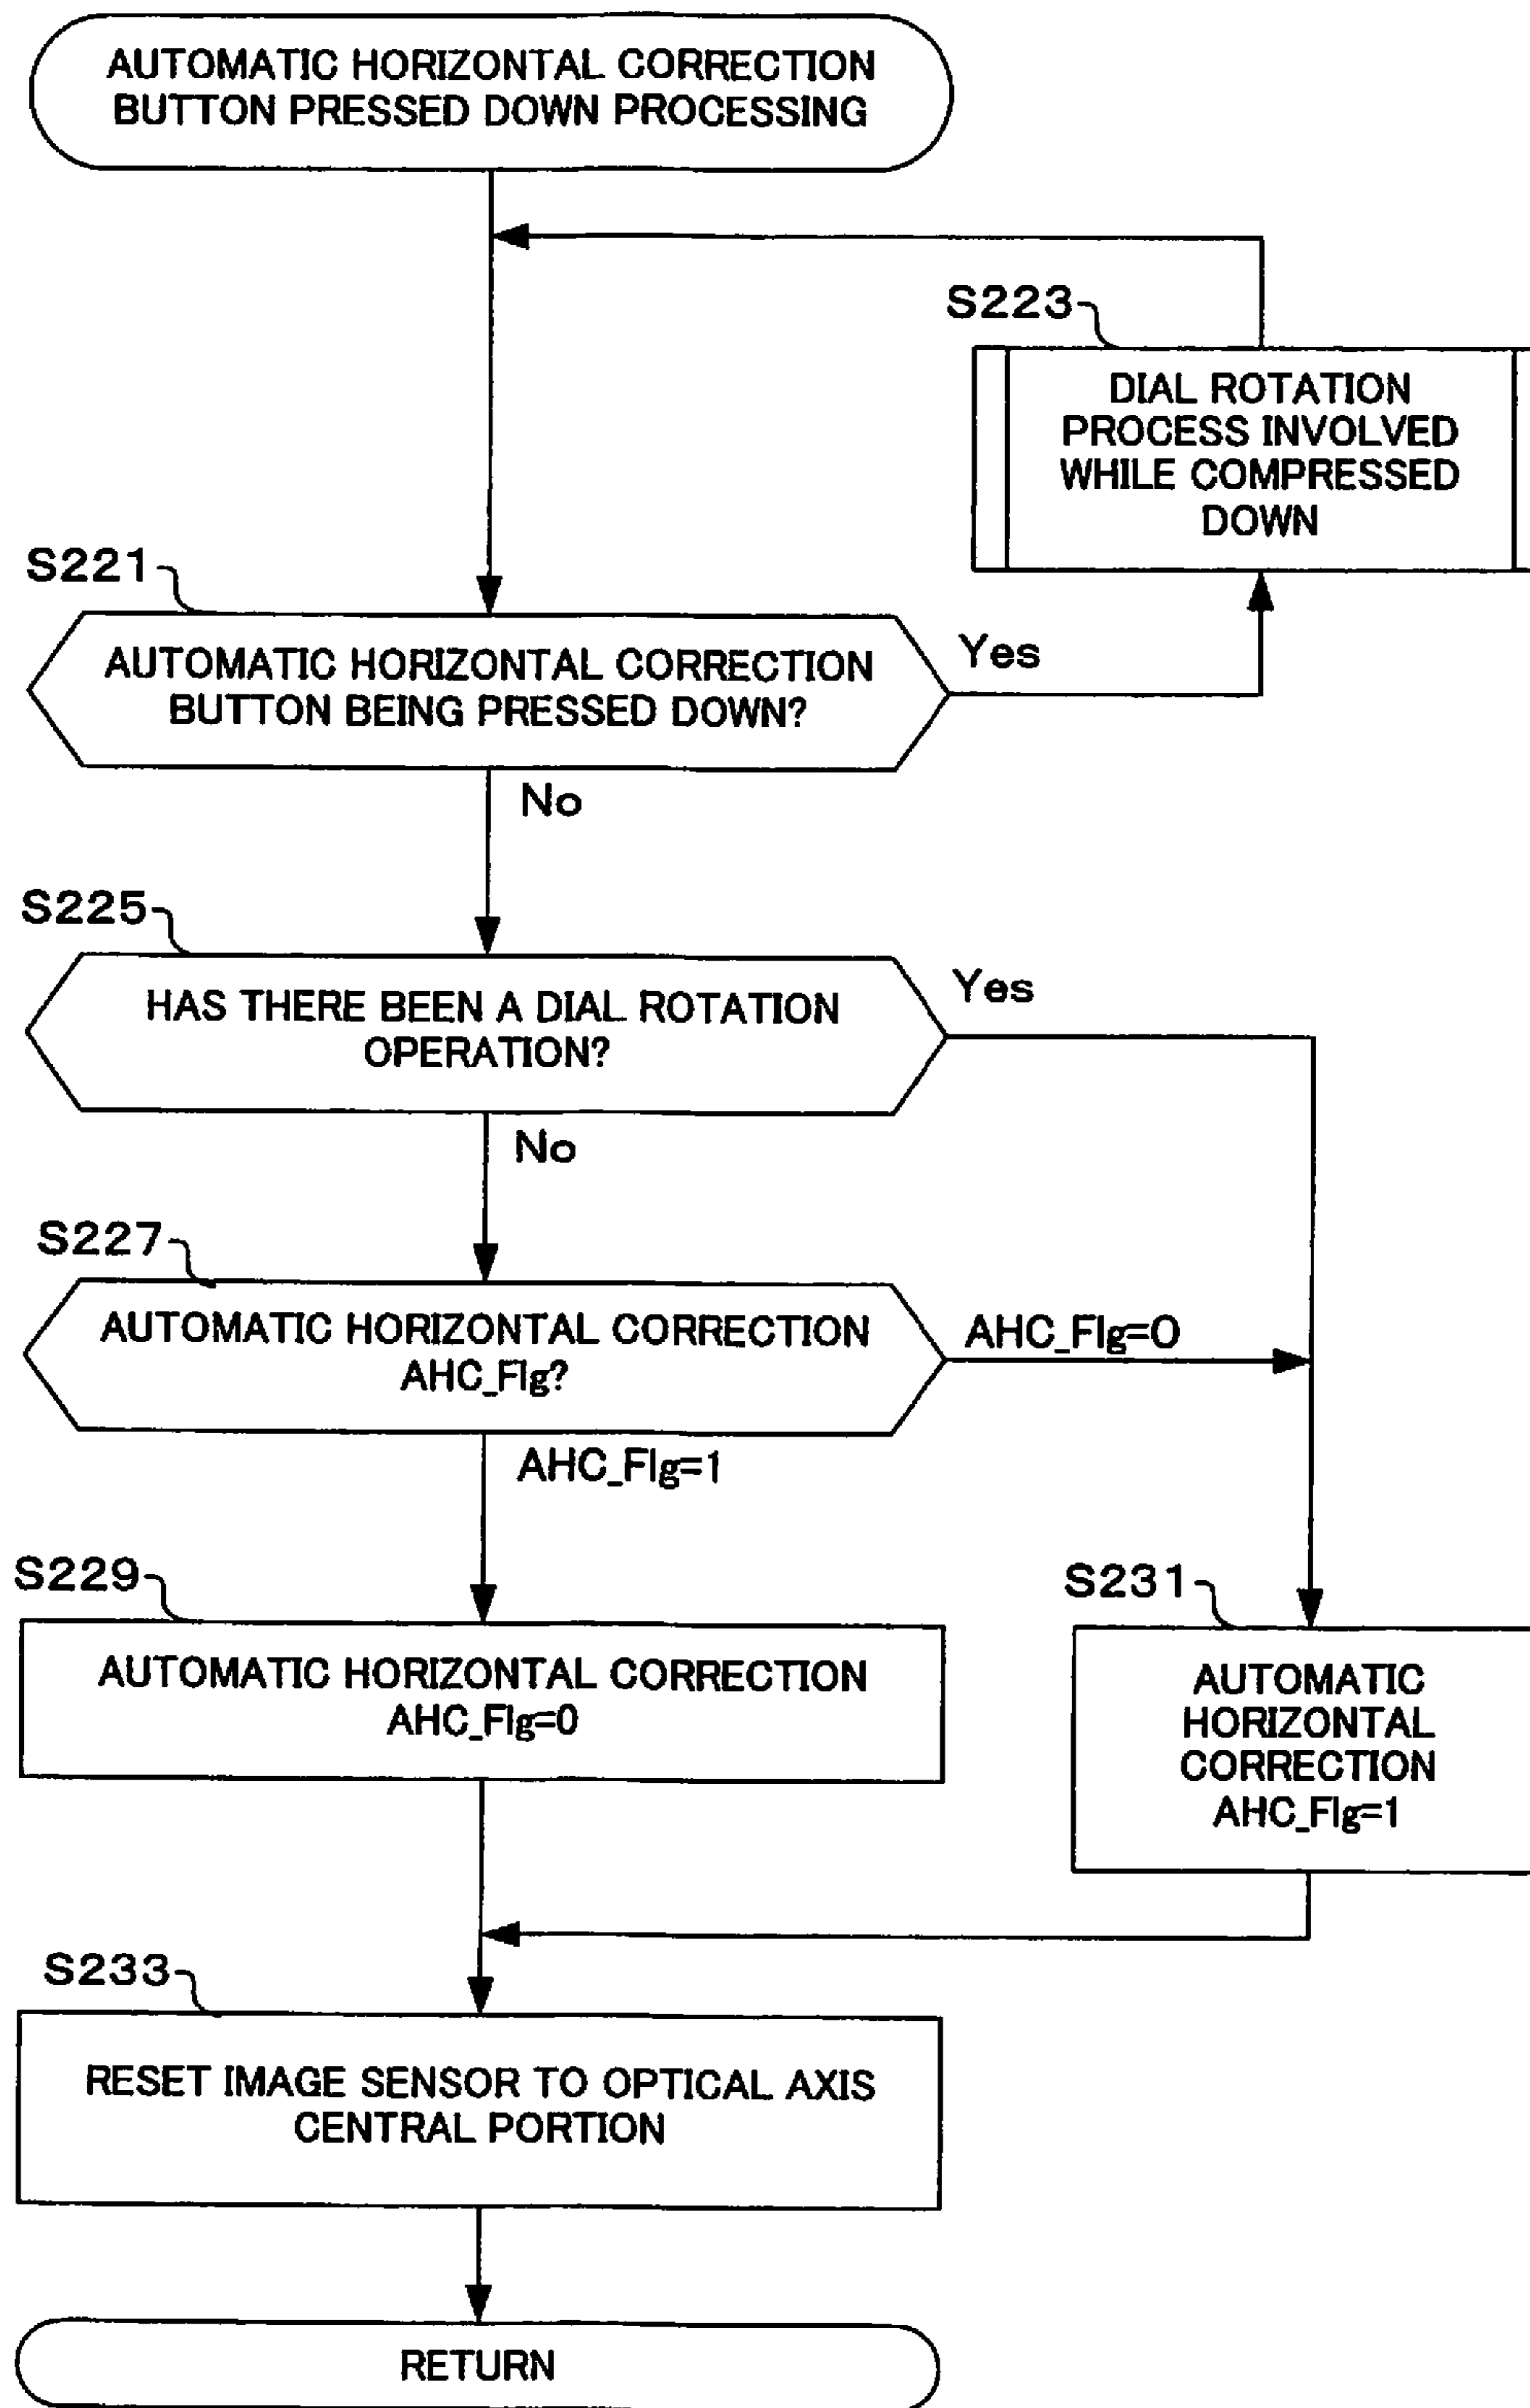 AUTOMATIC HORIZONTAL CORRECTION
BUTTON PRESSED DOWN PROCESSING
S223
DIAL ROTATION
PROCESS INVOLVED
WHILE COMPRESSED
DOWN
S221
AUTOMATIC HORIZONTAL CORRECTION
BUTTON BEING PRESSED DOWN?
Yes
No
S225
HAS THERE BEEN A DIAL ROTATION
OPERATION?
Yes
No
S227
AUTOMATIC HORIZONTAL CORRECTION
AHC_Flg?
AHC_Flg=0
AHC_Flg=1
S229
AUTOMATIC HORIZONTAL CORRECTION
AHC_Flg=0
S231
AUTOMATIC
HORIZONTAL
CORRECTION
AHC_Flg=1
S233
RESET IMAGE SENSOR TO OPTICAL AXIS
CENTRAL PORTION
RETURN